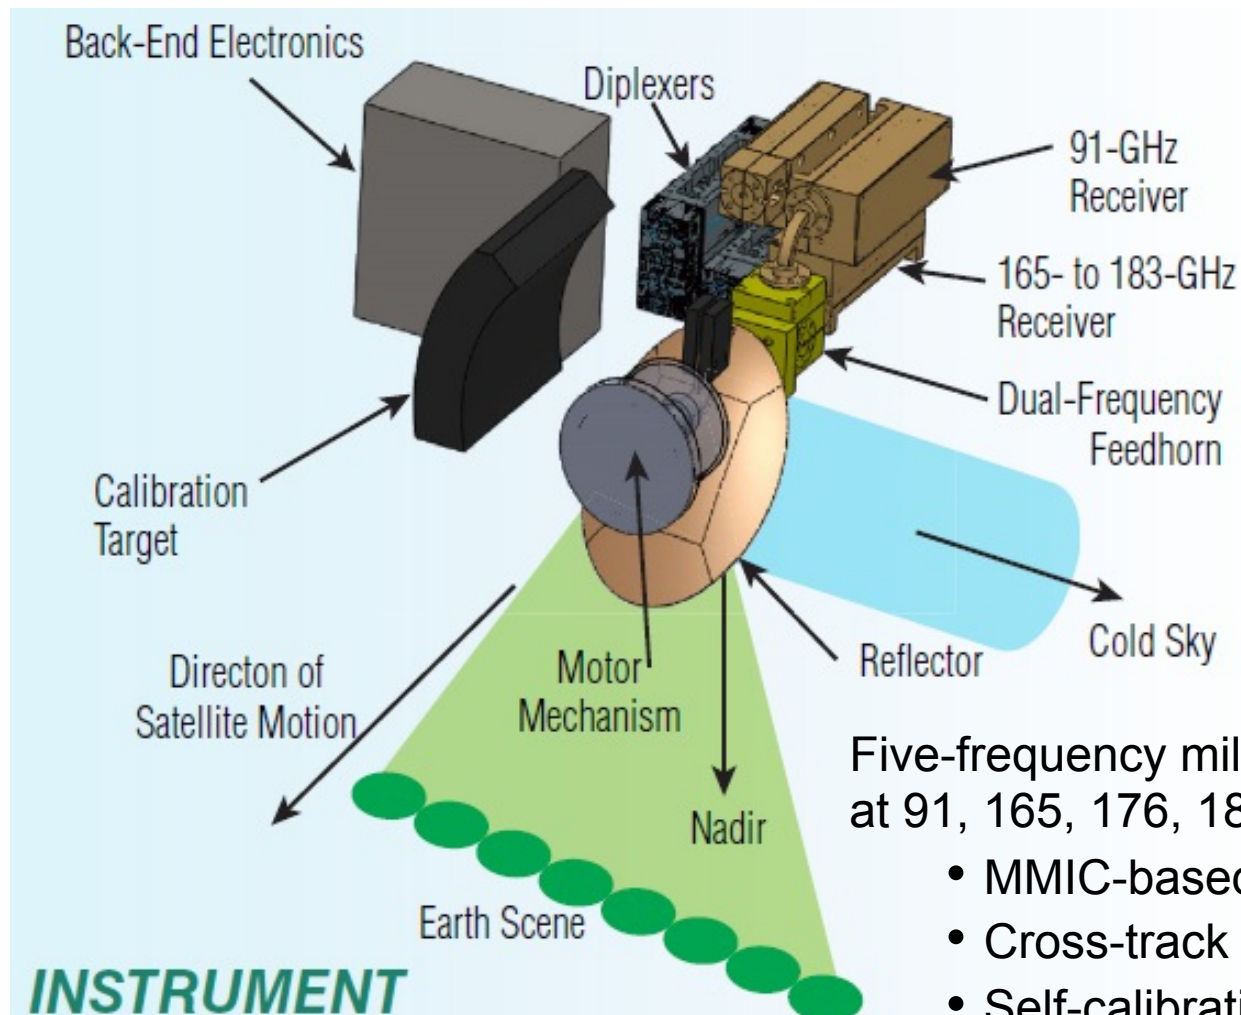 Back-End Electronics
Diplexers
91-GHz
Receiver
165- to 183-GHz
Receiver
Dual-Frequency
Feedhorn
Calibration
Target
Cold Sky
Reflector
Directon of
Satellite Motion
Motor
Mechanism
Nadir
Earth Scene
INSTRUMENT
Five-frequency
at 91, 165, 176,
• MMIC-based
• Cross-track